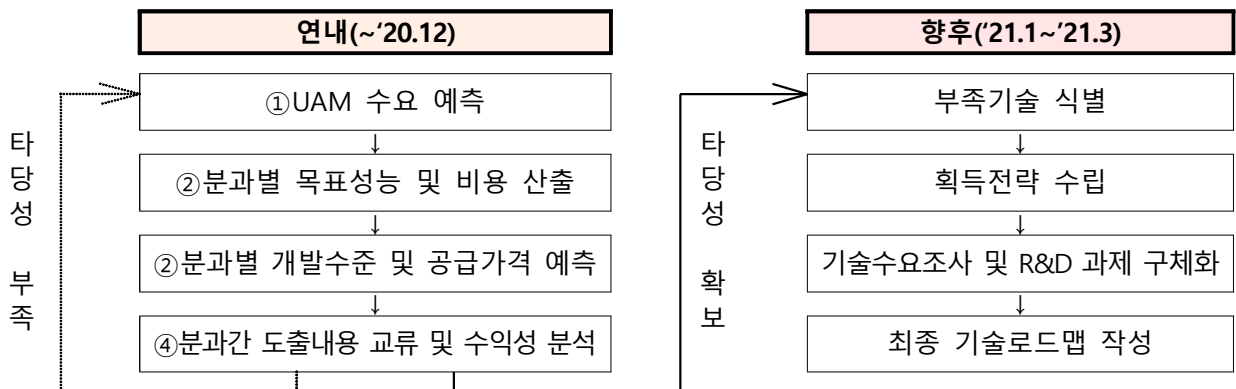 연내(~‘20.12)
①UAM 수요 예측
↓
②분과별 목표성능 및 비용 산출
↓
②분과별 개발수준 및 공급가격 예측
↓
④분과간 도출내용 교류 및 수익성 분석
타당성 부족
향후(‘21.1~’21.3)
부족기술 식별
↓
획득전략 수립
↓
기술수요조사 및 R&D 과제 구체화
↓
최종 기술로드맵 작성
타당성 확보